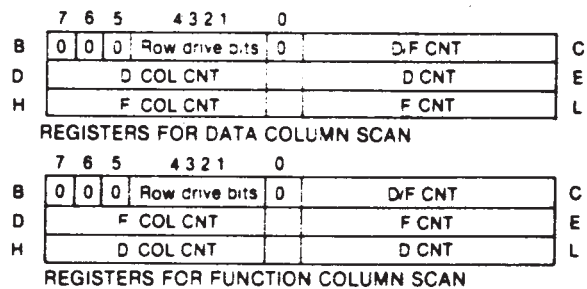 7 6 5 4 3 2 1 0
B 0 0 0 Row drive bits 0 D/F CNT C
D D COL CNT D CNT E
H F COL CNT F CNT L
REGISTERS FOR DATA COLUMN SCAN
7 6 5 4 3 2 1 0
B 0 0 0 Row drive bits 0 D/F CNT C
D F COL CNT F CNT E
H D COL CNT D CNT L
REGISTERS FOR FUNCTION COLUMN SCAN